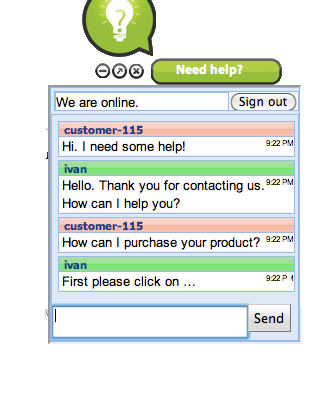 Need help?
We are online.
Sign out
customer-115
Hi. I need some help!
9:22 PM
ivan
Hello. Thank you for contacting us.
9:22 PM
How can I help you?
customer-115
How can I purchase your product?
9:22 PM
ivan
First please click on ...
9:22 P
Send